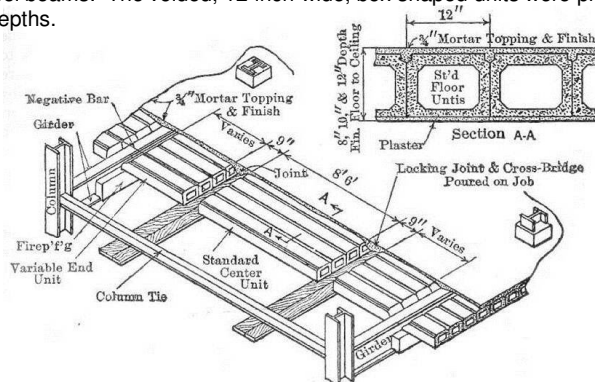 el beams. The voided, 12-inch-wide, box-shaped units were pr
depths.
12"
3/4" Mortar Topping & Finish
8", 10," & 12" Depth
Fin. Floor to Ceiling
St'd
Floor
Untis
Plaster
Section A-A
Negative Bar
3/4" Mortar Topping
& Finish
Girder
Varies
9"
Joint
8' 6"
Locking Joint & Cross-Bridge
Poured on Job
9"
Varies
A
A
Column
Firep'f'g
Variable End
Unit
Standard
Center
Unit
Column Tie
Girder